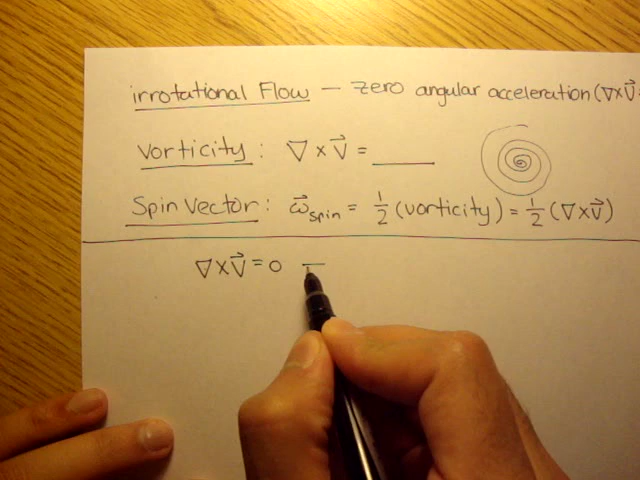 irrotational Flow — zero angular acceleration (∇×V⃗=
Vorticity: ∇×V⃗ = ____
Spin Vector: ω⃗spin = 1/2 (vorticity) = 1/2 (∇×V⃗)
∇×V⃗ = 0 —